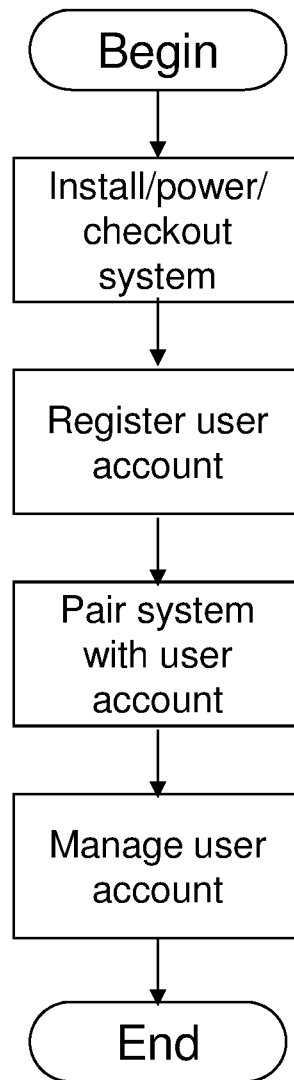 Begin
Install/power/
checkout
system
Register user
account
Pair system
with user
account
Manage user
account
End